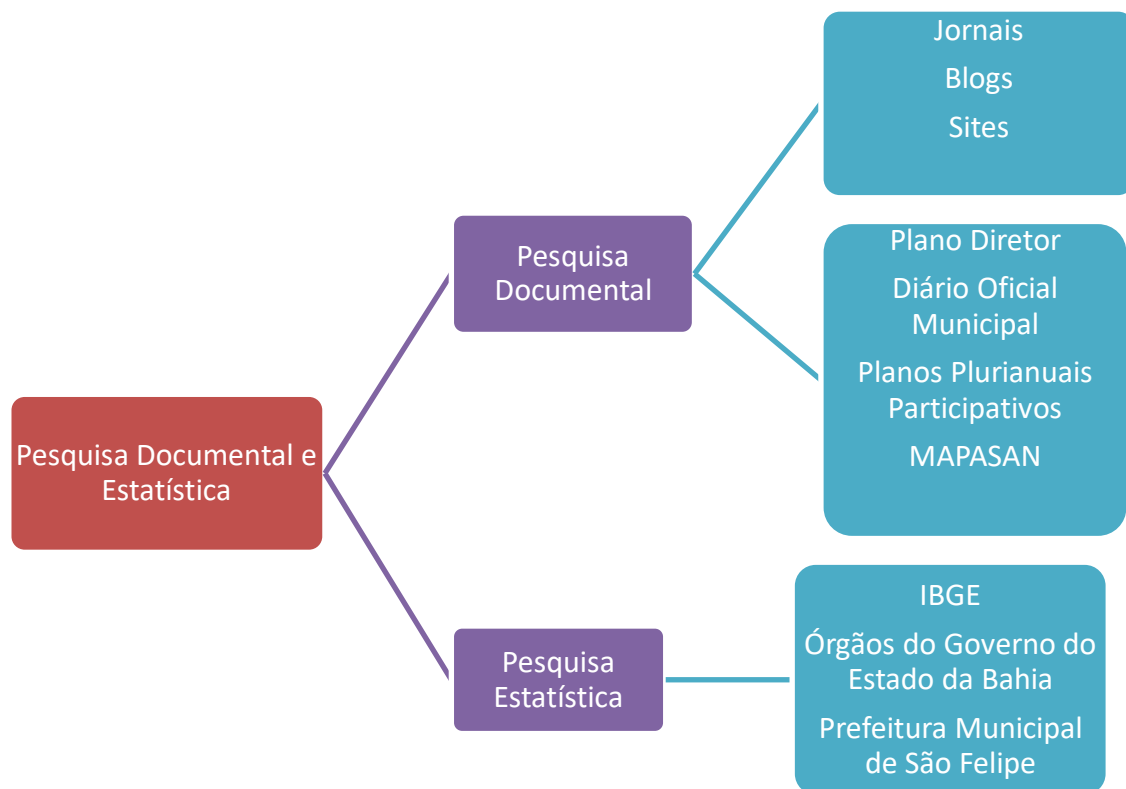 Jornais
Blogs
Sites
Pesquisa
Documental
Plano Diretor
Diário Oficial
Municipal
Planos Plurianuais
Participativos
MAPASAN
Pesquisa Documental e
Estatística
Pesquisa
Estatística
IBGE
Órgãos do Governo do
Estado da Bahia
Prefeitura Municipal
de São Felipe